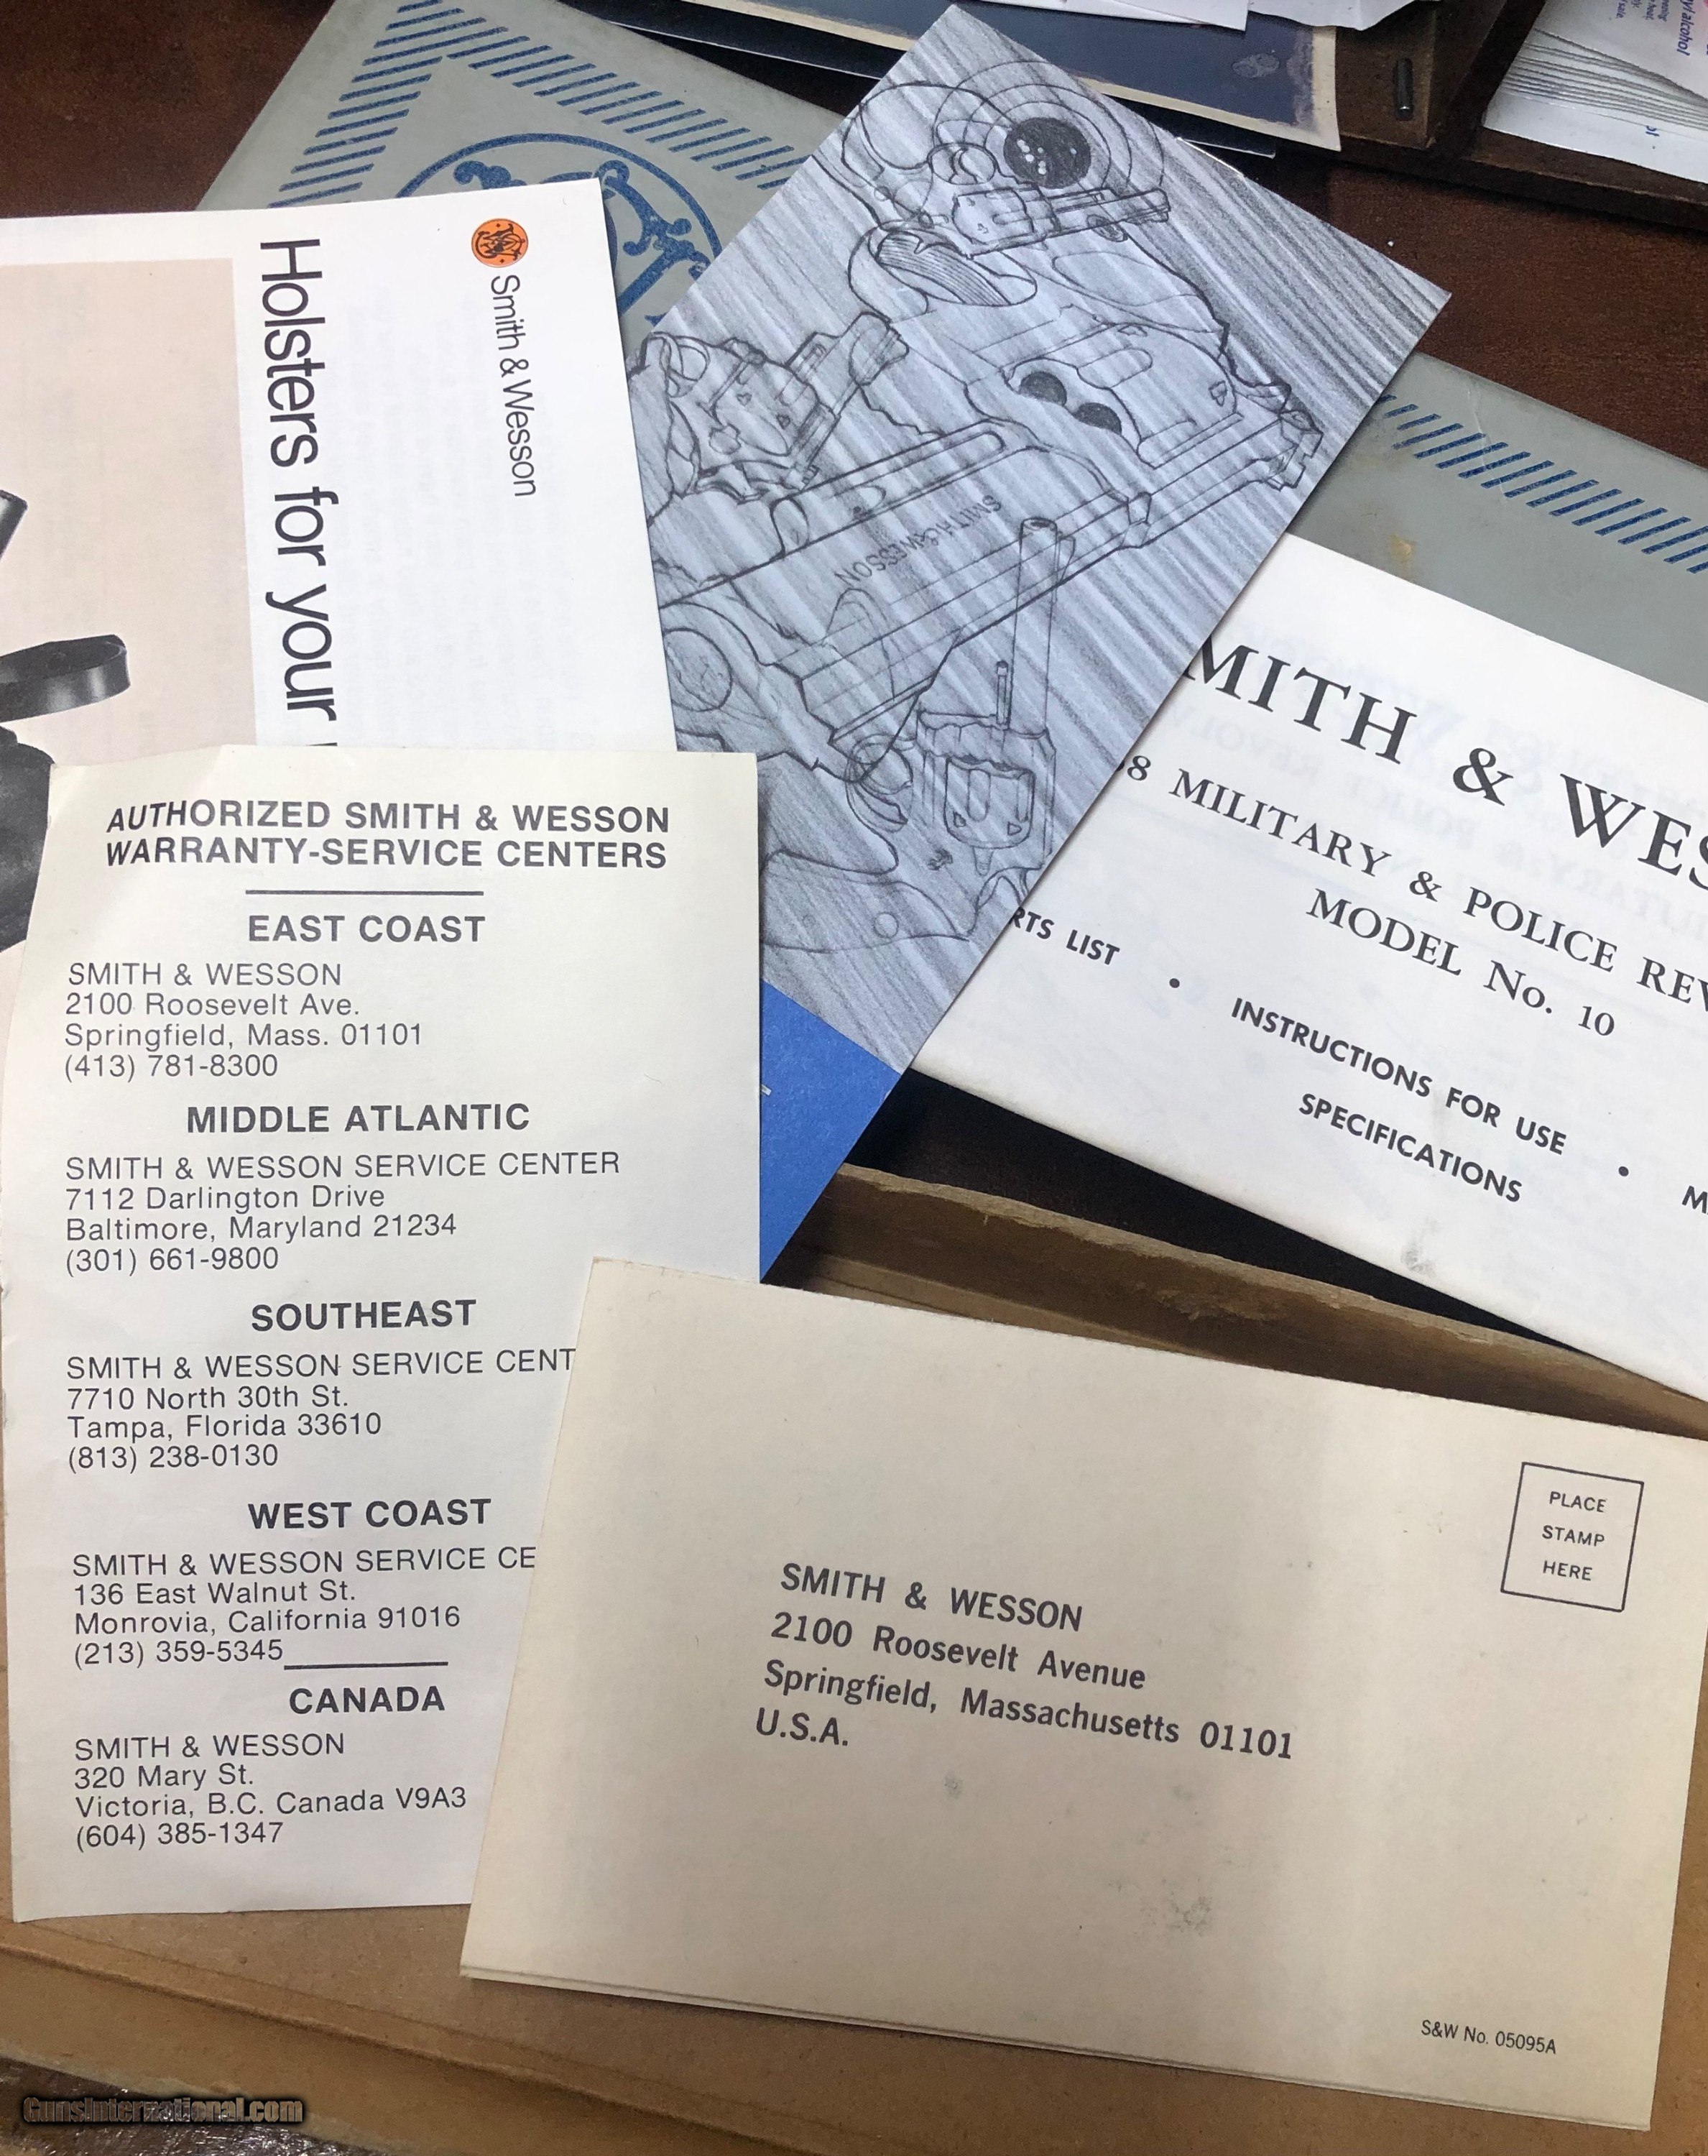 Smith & Wesson
Holsters for your
SMITH & WESSON
MITH & WES
8 MILITARY & POLICE REV
MODEL No. 10
RTS LIST • INSTRUCTIONS FOR USE • M
SPECIFICATIONS
AUTHORIZED SMITH & WESSON
WARRANTY-SERVICE CENTERS
EAST COAST
SMITH & WESSON
2100 Roosevelt Ave.
Springfield, Mass. 01101
(413) 781-8300
MIDDLE ATLANTIC
SMITH & WESSON SERVICE CENTER
7112 Darlington Drive
Baltimore, Maryland 21234
(301) 661-9800
SOUTHEAST
SMITH & WESSON SERVICE CENT
7710 North 30th St.
Tampa, Florida 33610
(813) 238-0130
WEST COAST
SMITH & WESSON SERVICE CE
136 East Walnut St.
Monrovia, California 91016
(213) 359-5345
CANADA
SMITH & WESSON
320 Mary St.
Victoria, B.C. Canada V9A3
(604) 385-1347
PLACE
STAMP
HERE
SMITH & WESSON
2100 Roosevelt Avenue
Springfield, Massachusetts 01101
U.S.A.
S&W No. 05095A
GunsInternational.com